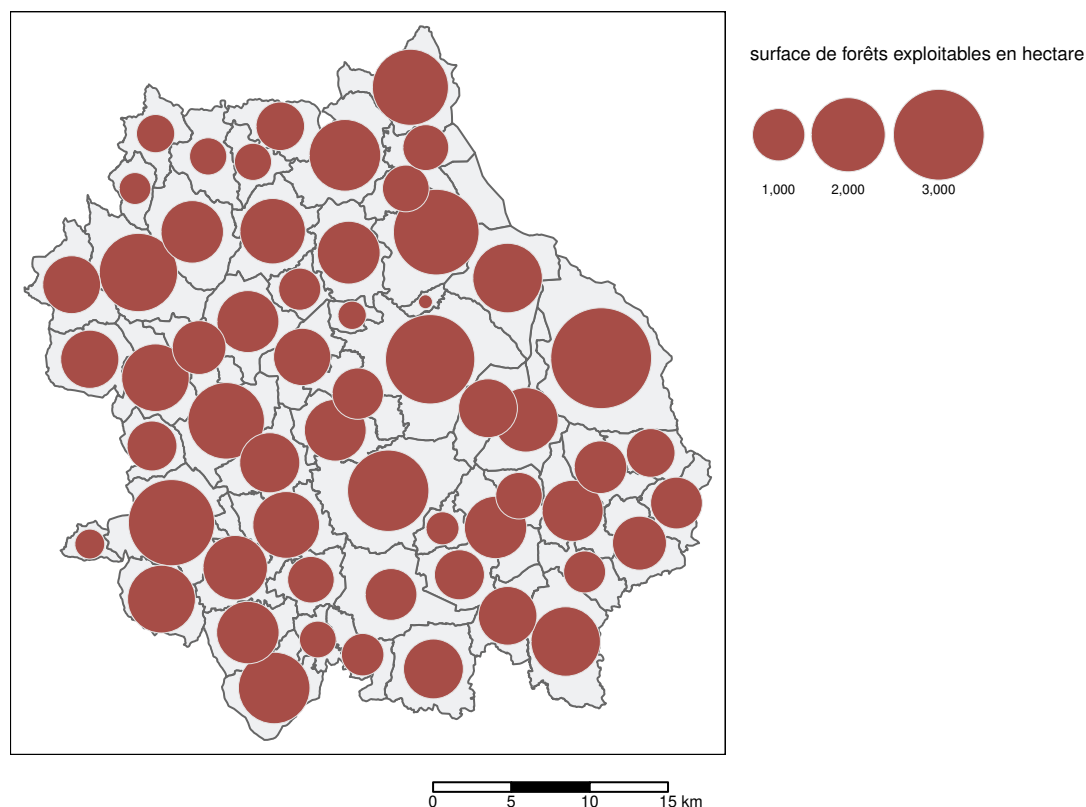 surface de forêts exploitables en hectare
1,000 2,000 3,000
0 5 10 15 km